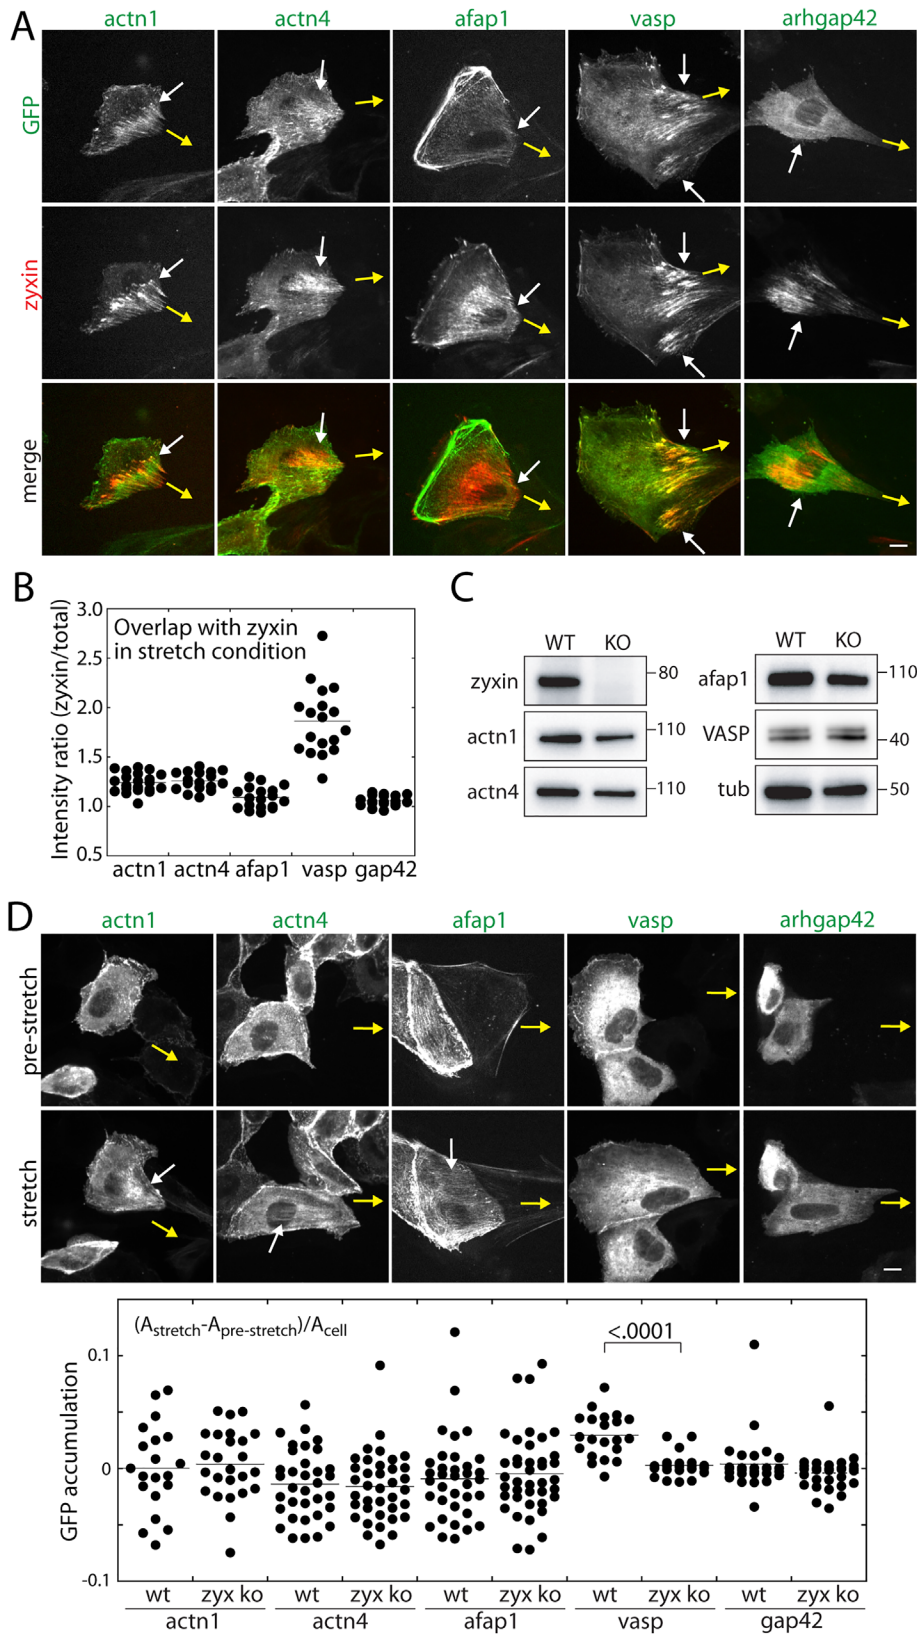 A
actn1 actn4 afap1 vasp arhgap42
GFP
zyxin
merge
B
Intensity ratio (zyxin/total)
3.0
Overlap with zyxin
in stretch condition
2.0
1.5
1.0
0.5
actn1 actn4 afap1 vasp gap42
C
WT KO
zyxin 80
actn1 110
actn4 110
WT KO
afap1 110
VASP 40
tub 50
D
actn1 actn4 afap1 vasp arhgap42
pre-stretch
stretch
(Astretch-Apre-stretch)/Acell
<.0001
GFP accumulation
0.1
0
-0.1
wt zyx ko wt zyx ko wt zyx ko wt zyx ko wt zyx ko
actn1 actn4 afap1 vasp gap42